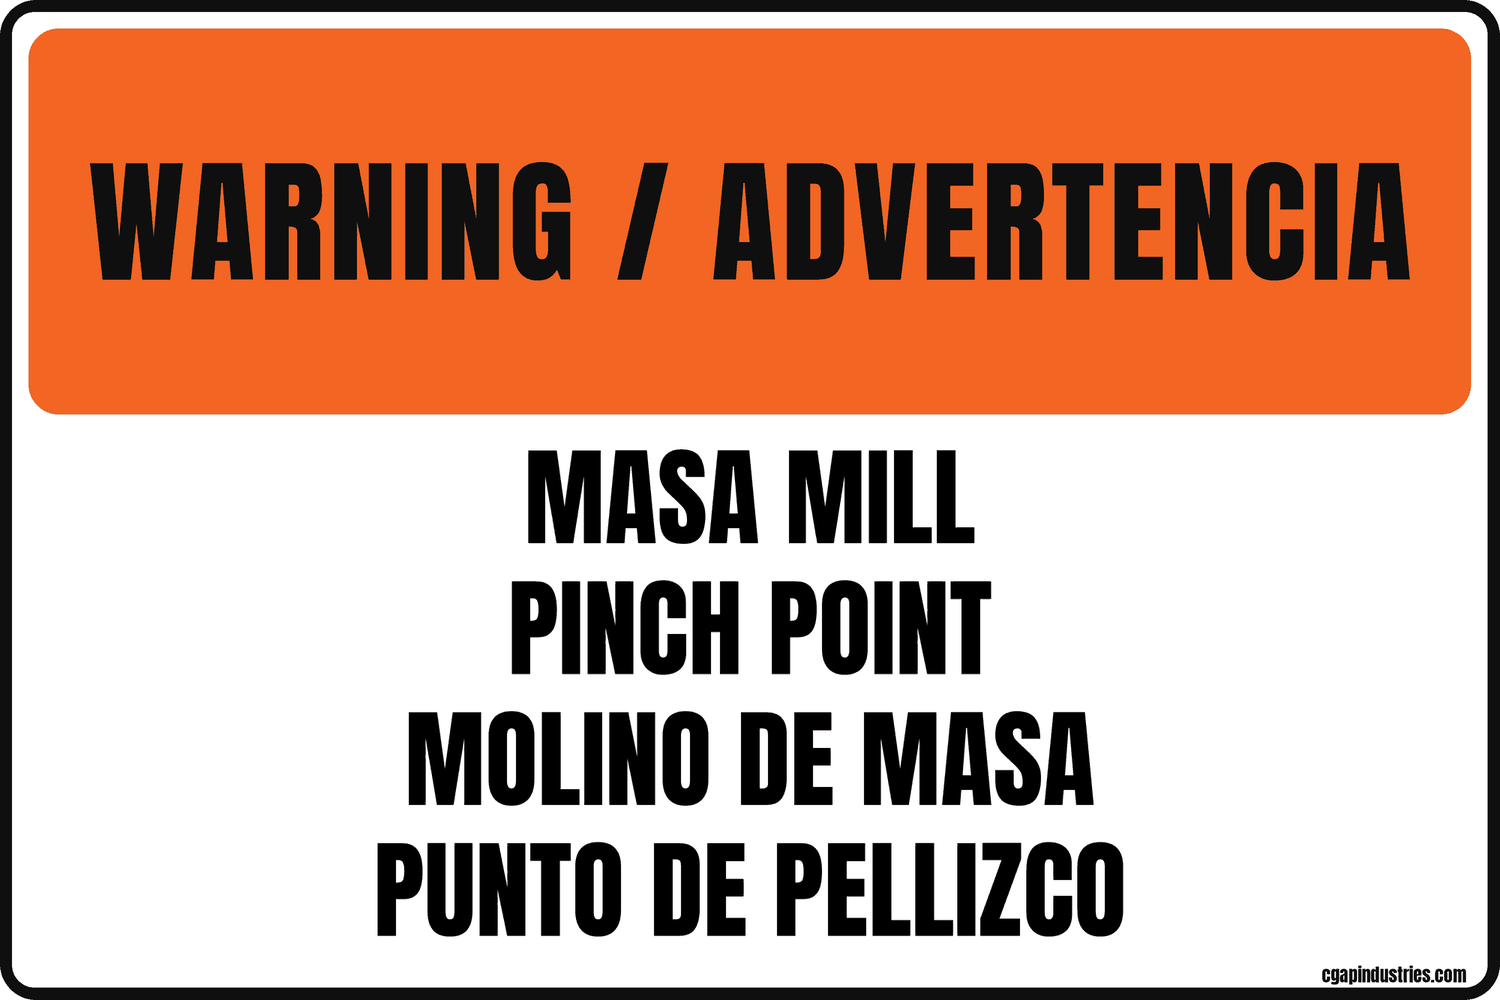 WARNING / ADVERTENCIA
MASA MILL
PINCH POINT
MOLINO DE MASA
PUNTO DE PELLIZCO
cgapindustries.com